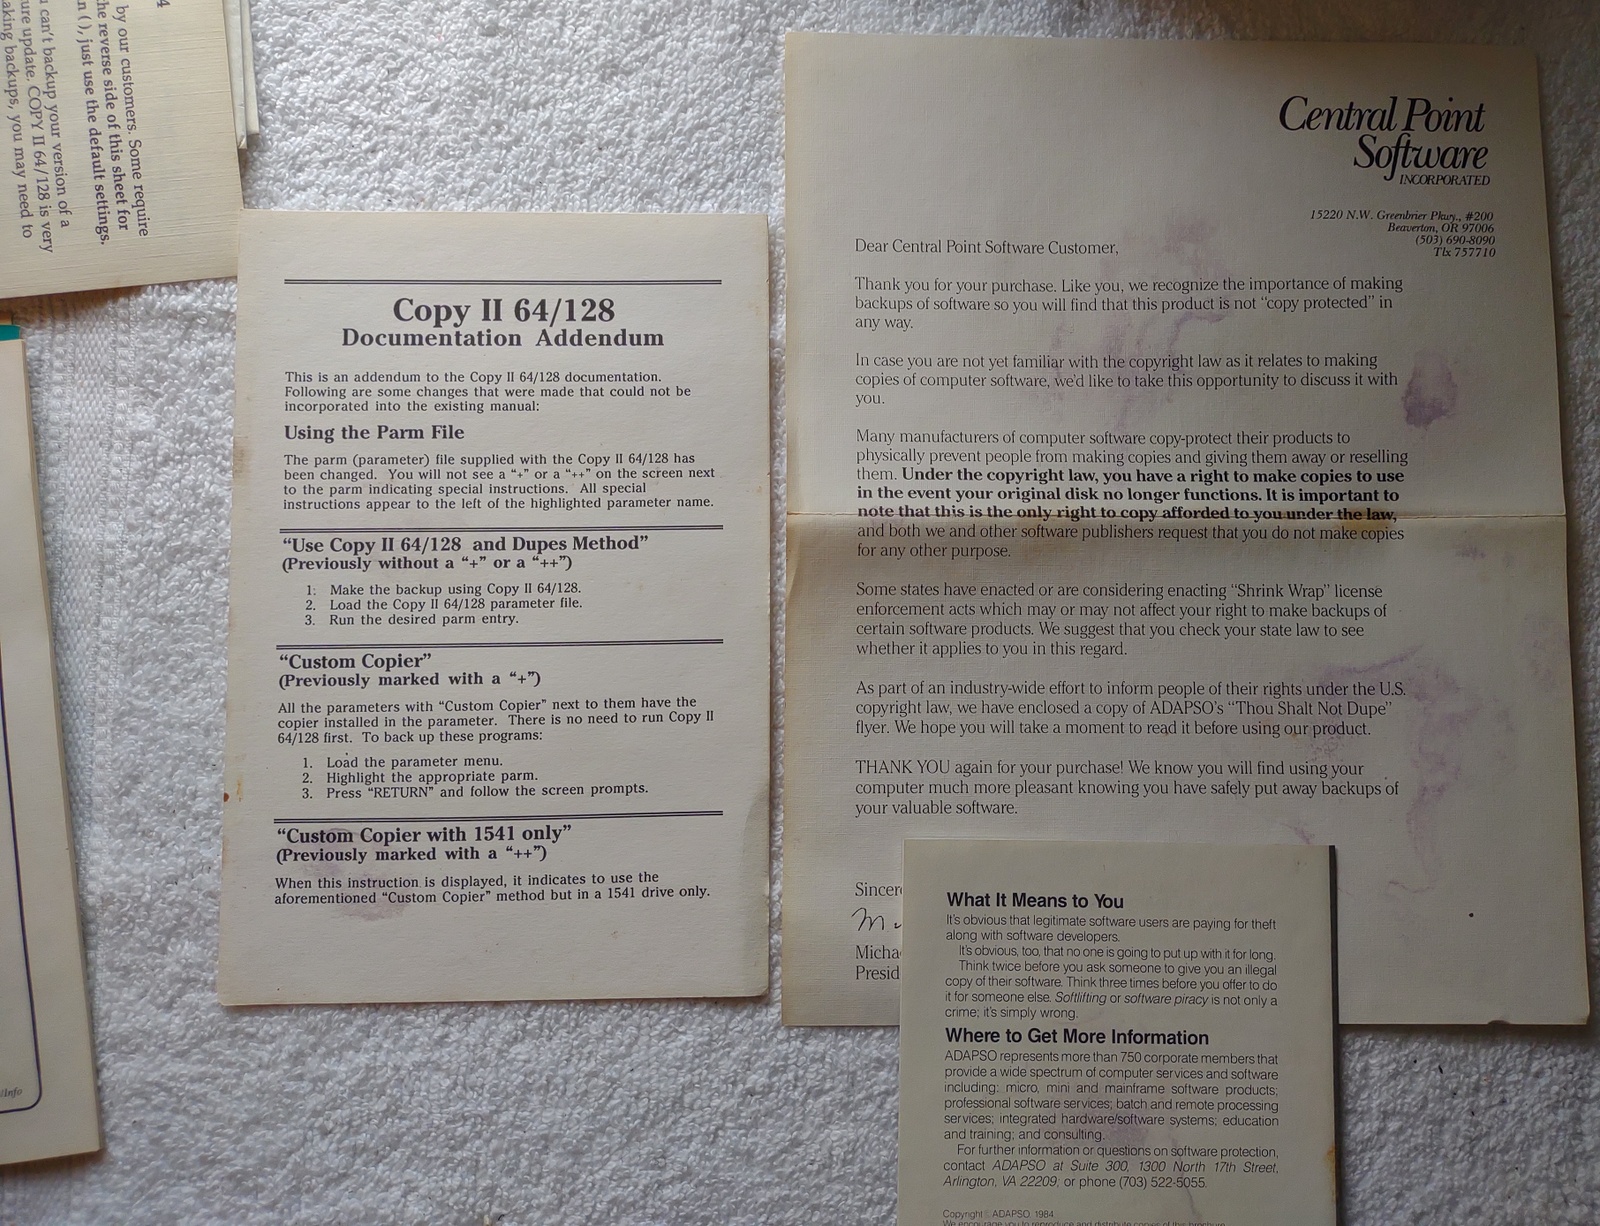 4
by our customers. Some require
the reverse side of this sheet for
n (), just use the default settings.
can't backup your version of a
ure update. COPY II 64/128 is very
aking backups, you may need to
/Info
Copy II 64/128
Documentation Addendum
This is an addendum to the Copy II 64/128 documentation.
Following are some changes that were made that could not be
incorporated into the existing manual:
Using the Parm File
The parm (parameter) file supplied with the Copy II 64/128 has
been changed. You will not see a “+” or a “++” on the screen next
to the parm indicating special instructions. All special
instructions appear to the left of the highlighted parameter name.
“Use Copy II 64/128 and Dupes Method”
(Previously without a “+” or a “++”)
1. Make the backup using Copy II 64/128.
2. Load the Copy II 64/128 parameter file.
3. Run the desired parm entry.
“Custom Copier”
(Previously marked with a “+”)
All the parameters with “Custom Copier” next to them have the
copier installed in the parameter. There is no need to run Copy II
64/128 first. To back up these programs:
1. Load the parameter menu.
2. Highlight the appropriate parm.
3. Press “RETURN” and follow the screen prompts.
“Custom Copier with 1541 only”
(Previously marked with a “++”)
When this instruction is displayed, it indicates to use the
aforementioned “Custom Copier” method but in a 1541 drive only.
Central Point
Software
INCORPORATED
15220 N.W. Greenbrier Pkwy., #200
Beaverton, OR 97006
(503) 690-8090
Tlx 757710
Dear Central Point Software Customer,
Thank you for your purchase. Like you, we recognize the importance of making
backups of software so you will find that this product is not “copy protected” in
any way.
In case you are not yet familiar with the copyright law as it relates to making
copies of computer software, we'd like to take this opportunity to discuss it with
you.
Many manufacturers of computer software copy-protect their products to
physically prevent people from making copies and giving them away or reselling
them. Under the copyright law, you have a right to make copies to use
in the event your original disk no longer functions. It is important to
note that this is the only right to copy afforded to you under the law,
and both we and other software publishers request that you do not make copies
for any other purpose.
Some states have enacted or are considering enacting “Shrink Wrap” license
enforcement acts which may or may not affect your right to make backups of
certain software products. We suggest that you check your state law to see
whether it applies to you in this regard.
As part of an industry-wide effort to inform people of their rights under the U.S.
copyright law, we have enclosed a copy of ADAPSO's “Thou Shalt Not Dupe”
flyer. We hope you will take a moment to read it before using our product.
THANK YOU again for your purchase! We know you will find using your
computer much more pleasant knowing you have safely put away backups of
your valuable software.
Sincer
M
Micha
Presid
What It Means to You
It's obvious that legitimate software users are paying for theft
along with software developers.
It's obvious, too, that no one is going to put up with it for long.
Think twice before you ask someone to give you an illegal
copy of their software. Think three times before you offer to do
it for someone else. Softlifting or software piracy is not only a
crime; it's simply wrong.
Where to Get More Information
ADAPSO represents more than 750 corporate members that
provide a wide spectrum of computer services and software
including: micro, mini and mainframe software products;
professional software services; batch and remote processing
services; integrated hardware/software systems; education
and training; and consulting.
For further information or questions on software protection,
contact ADAPSO at Suite 300, 1300 North 17th Street,
Arlington, VA 22209; or phone (703) 522-5055.
Copyright © ADAPSO, 1984.
We encourage you to reproduce and distribute copies of this brochure